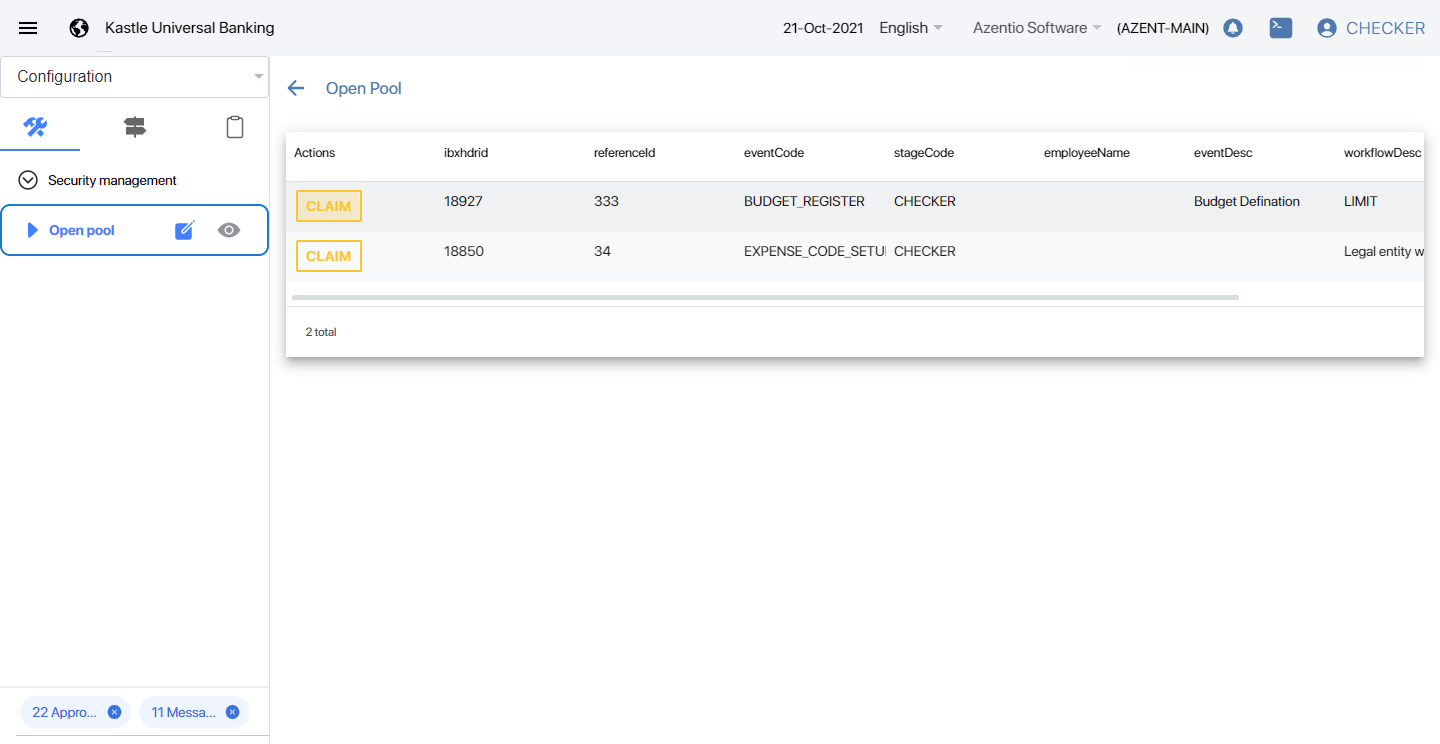 Kastle Universal Banking 21-Oct-2021 English Azentio Software (AZENT-MAIN) CHECKER
Configuration
Security management
Open pool
22 Appro... 11 Messa...
Open Pool
Actions ibxhdrid referenceId eventCode stageCode employeeName eventDesc workflowDesc
CLAIM 18927 333 BUDGET_REGISTER CHECKER Budget Defination LIMIT
CLAIM 18850 34 EXPENSE_CODE_SETU CHECKER Legal entity w
2 total